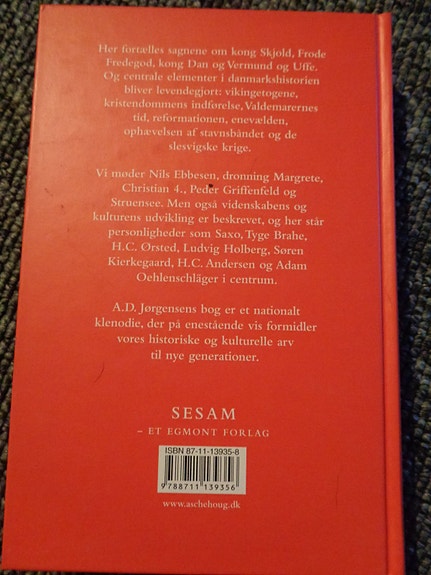 Her fortælles sagnene om kong Skjold, Frode
Fredegod, kong Dan og Vermund og Uffe.
Og centrale elementer i danmarkshistorien
bliver levendegjort: vikingetogene,
kristendommens indførelse, Valdemarernes
tid, reformationen, enevælden,
ophævelsen af stavnsbåndet og de
slesvigske krige.
Vi møder Nils Ebbesen, dronning Margrete,
Christian 4., Peder Griffenfeld og
Struensee. Men også videnskabens og
kulturens udvikling er beskrevet, og her står
personligheder som Saxo, Tyge Brahe,
H.C. Ørsted, Ludvig Holberg, Søren
Kierkegaard, H.C. Andersen og Adam
Oehlenschläger i centrum.
A.D. Jørgensens bog er et nationalt
klenodie, der på enestående vis formidler
vores historiske og kulturelle arv
til nye generationer.
SESAM
– ET EGMONT FORLAG
ISBN 87-11-13935-8
9 788711 139356
www.aschehoug.dk